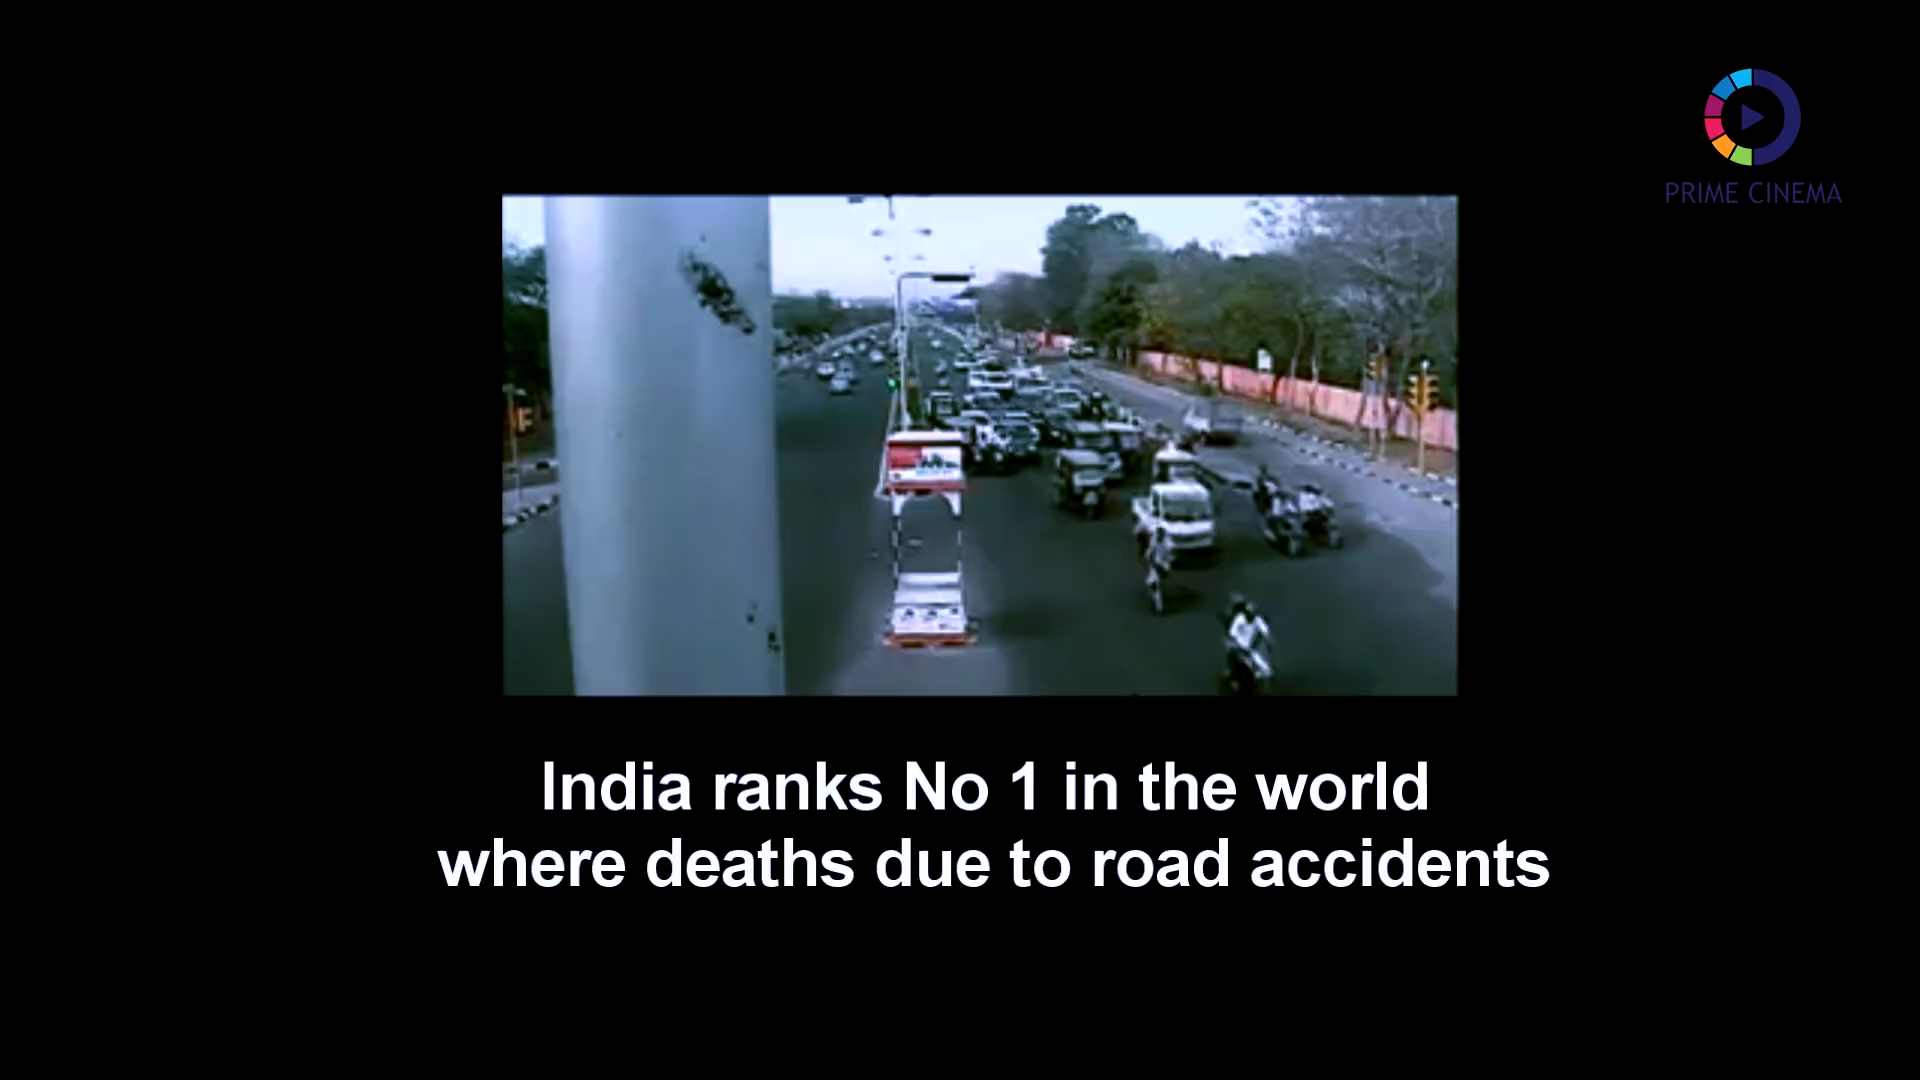 PRIME CINEMA
India ranks No 1 in the world
where deaths due to road accidents